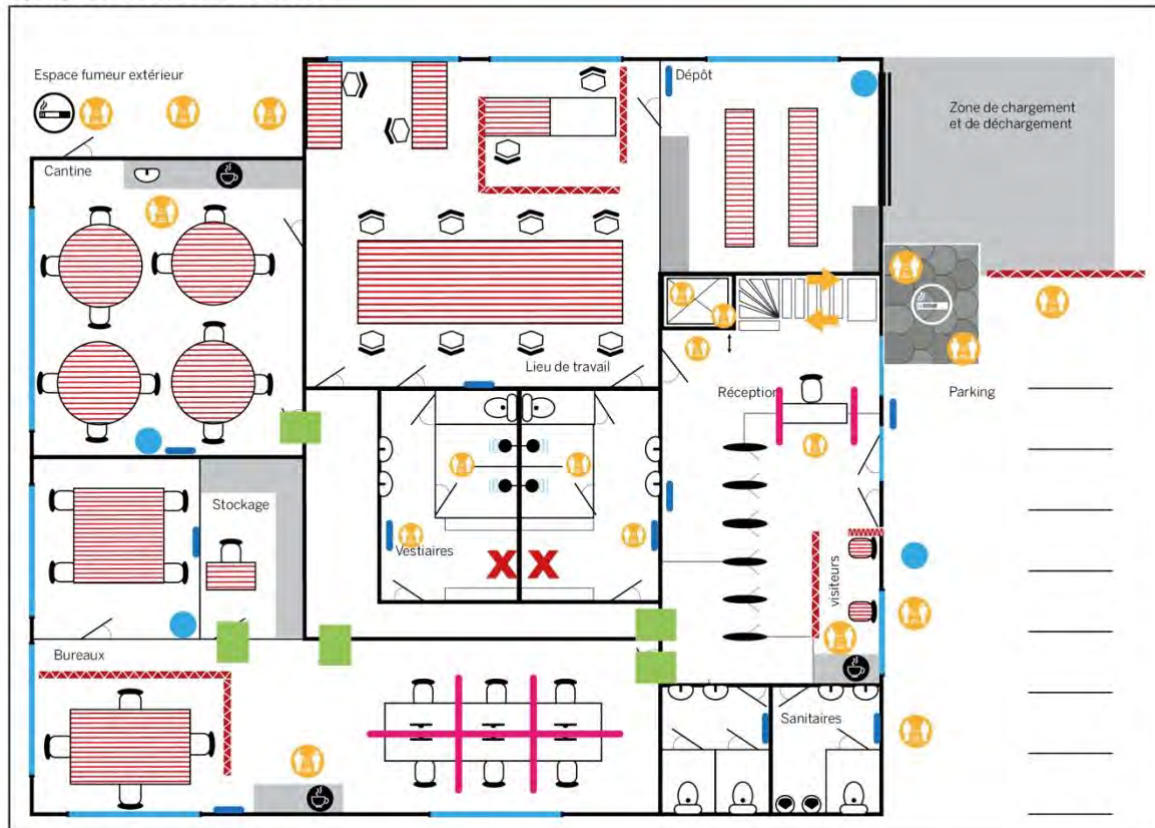 Espace fumeur extérieur
Dépôt
Zone de chargement
et de déchargement
Cantine
Lieu de travail
Réception
Parking
Stockage
Vestiaires
visiteurs
Bureaux
Sanitaires